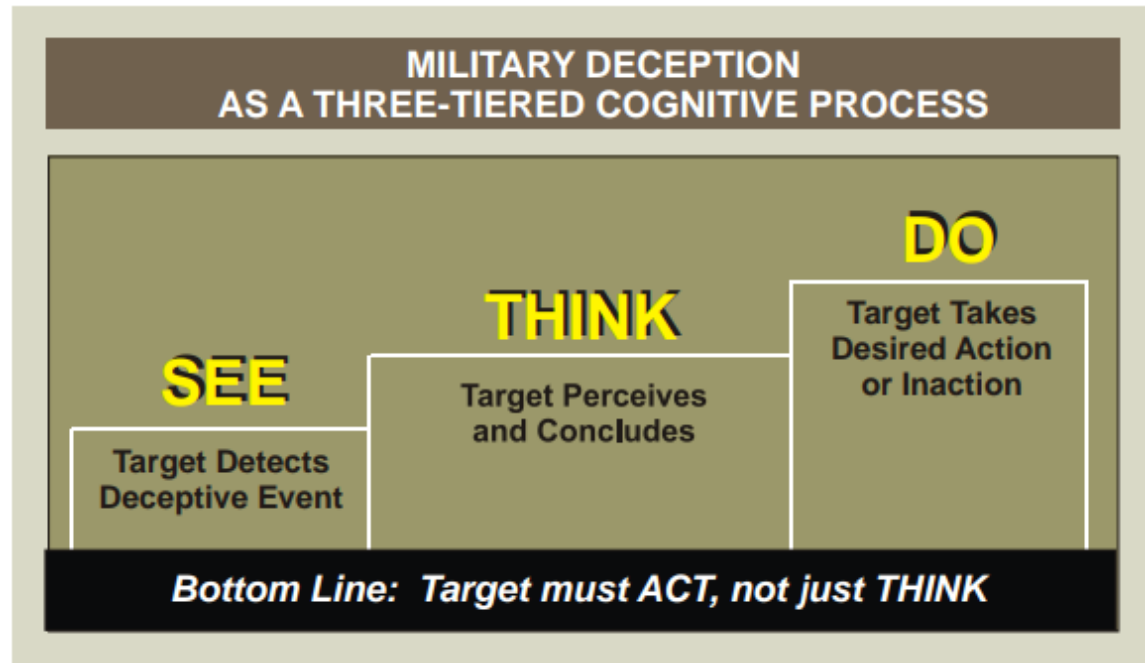 MILITARY DECEPTION
AS A THREE-TIERED COGNITIVE PROCESS
SEE
Target Detects
Deceptive Event
THINK
Target Perceives
and Concludes
DO
Target Takes
Desired Action
or Inaction
Bottom Line: Target must ACT, not just THINK